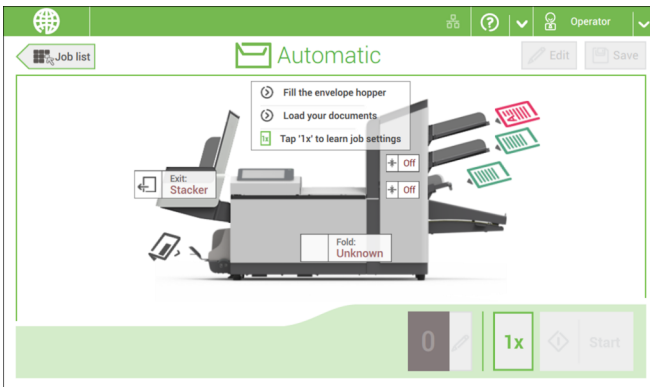 Operator
Job list
Automatic
Edit
Save
Fill the envelope hopper
Load your documents
1x Tap '1x' to learn job settings
Off
Exit:
Stacker
Off
Fold:
Unknown
0
1x
Start